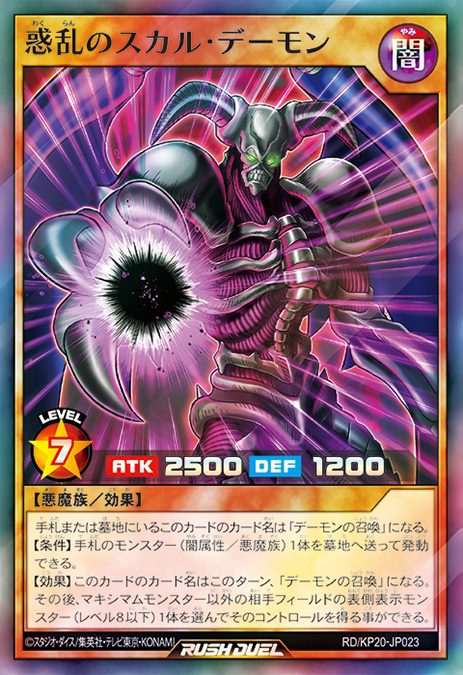 惑乱のスカル・デーモン
闇
LEVEL
7
ATK 2500 DEF 1200
【悪魔族／効果】
手札または墓地にいるこのカードのカード名は「デーモンの召喚」になる。
【条件】手札のモンスター（闇属性／悪魔族）1体を墓地へ送って発動
できる。
【効果】このカードのカード名はこのターン、「デーモンの召喚」になる。
その後、マキシマムモンスター以外の相手フィールドの表側表示モン
スター（レベル8以下）1体を選んでそのコントロールを得る事ができる。
©スタジオ・ダイス/集英社・テレビ東京・KONAMI
RUSH DUEL
RD/KP20-JP023